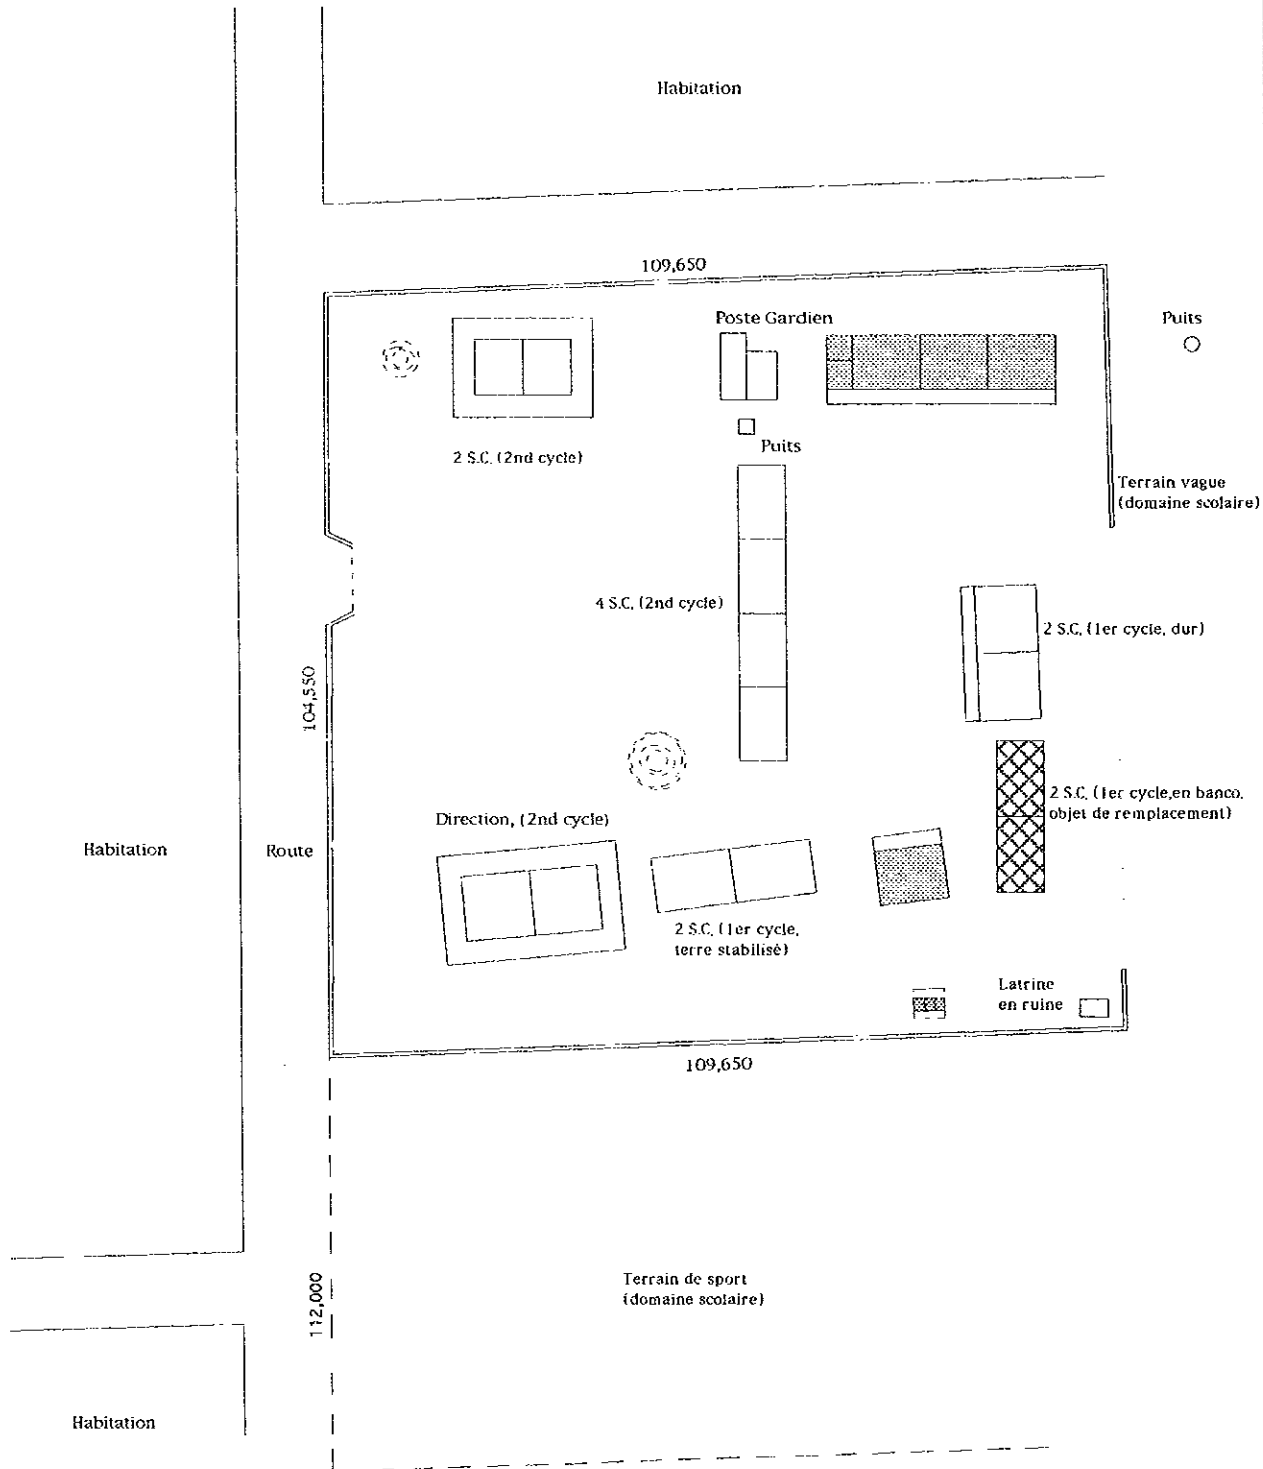 Habitation
109,650
Poste Gardien
Puits
Puits
2 S.C. (2nd cycle)
Terrain vague
(domaine scolaire)
4 S.C. (2nd cycle)
2 S.C. (1er cycle, dur)
104,550
2 S.C. (1er cycle,en banco,
objet de remplacement)
Direction, (2nd cycle)
Habitation
Route
2 S.C. (1er cycle,
terre stabilisé)
Latrine
en ruine
109,650
Terrain de sport
(domaine scolaire)
112,000
Habitation